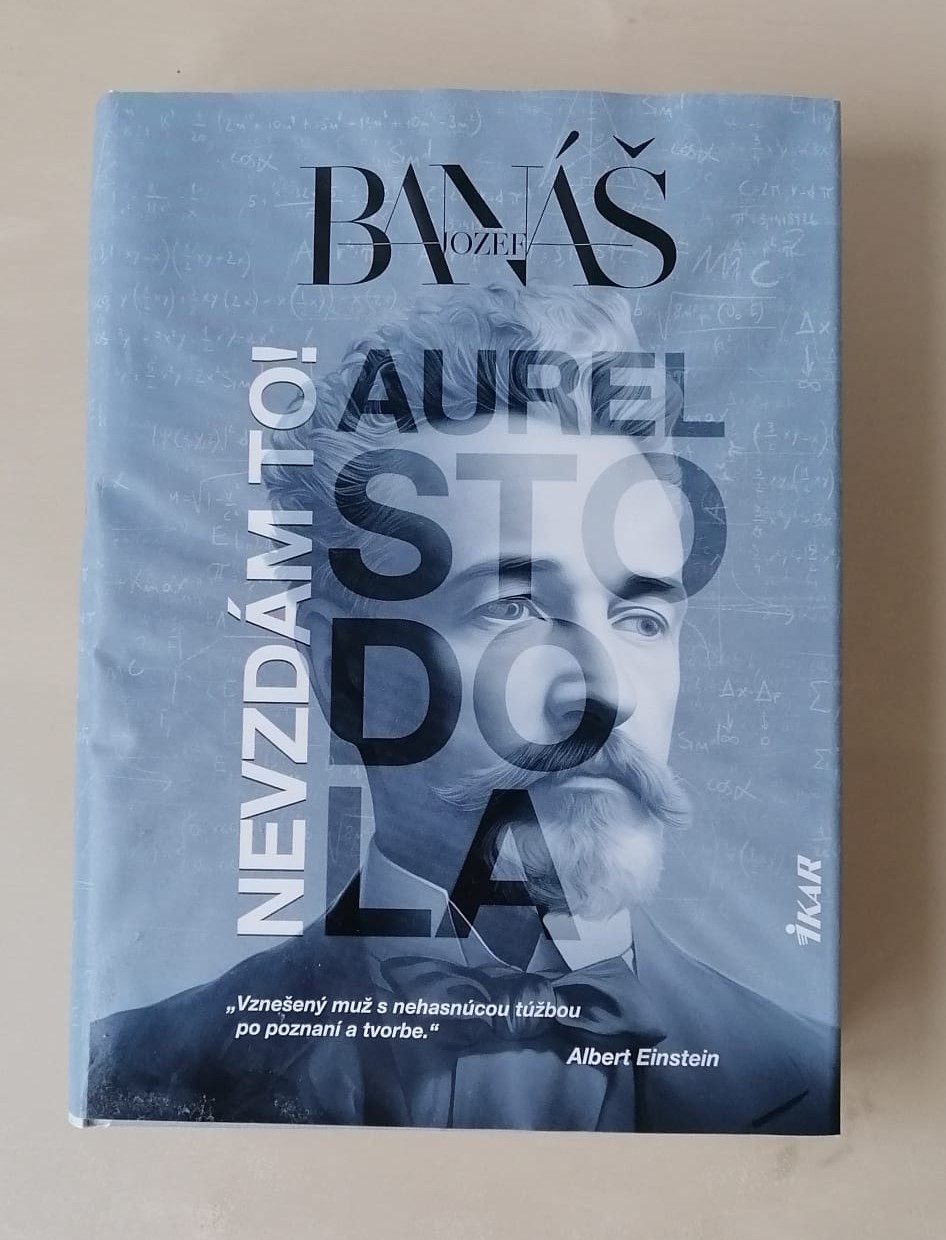 BANÁŠ
JOZEF
NEVZDÁM TO!
AUREL
STO
DO
LA
„Vznešený muž s nehasnúcou túžbou
po poznaní a tvorbe.“
Albert Einstein
iKAR